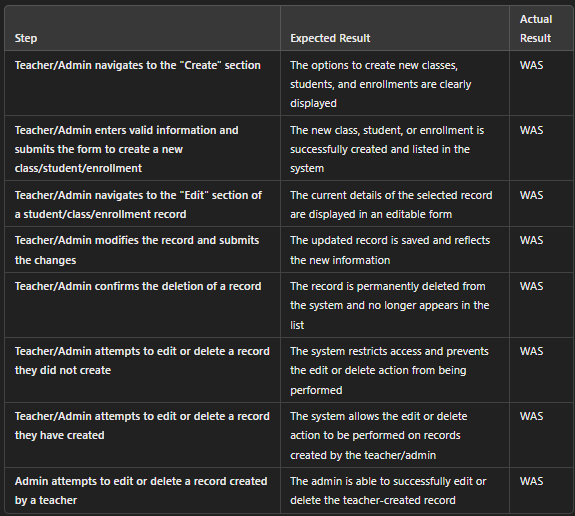 Step Expected Result Actual Result
Teacher/Admin navigates to the "Create" section The options to create new classes, students, and enrollments are clearly displayed WAS
Teacher/Admin enters valid information and submits the form to create a new class/student/enrollment The new class, student, or enrollment is successfully created and listed in the system WAS
Teacher/Admin navigates to the "Edit" section of a student/class/enrollment record The current details of the selected record are displayed in an editable form WAS
Teacher/Admin modifies the record and submits the changes The updated record is saved and reflects the new information WAS
Teacher/Admin confirms the deletion of a record The record is permanently deleted from the system and no longer appears in the list WAS
Teacher/Admin attempts to edit or delete a record they did not create The system restricts access and prevents the edit or delete action from being performed WAS
Teacher/Admin attempts to edit or delete a record they have created The system allows the edit or delete action to be performed on records created by the teacher/admin WAS
Admin attempts to edit or delete a record created by a teacher The admin is able to successfully edit or delete the teacher-created record WAS